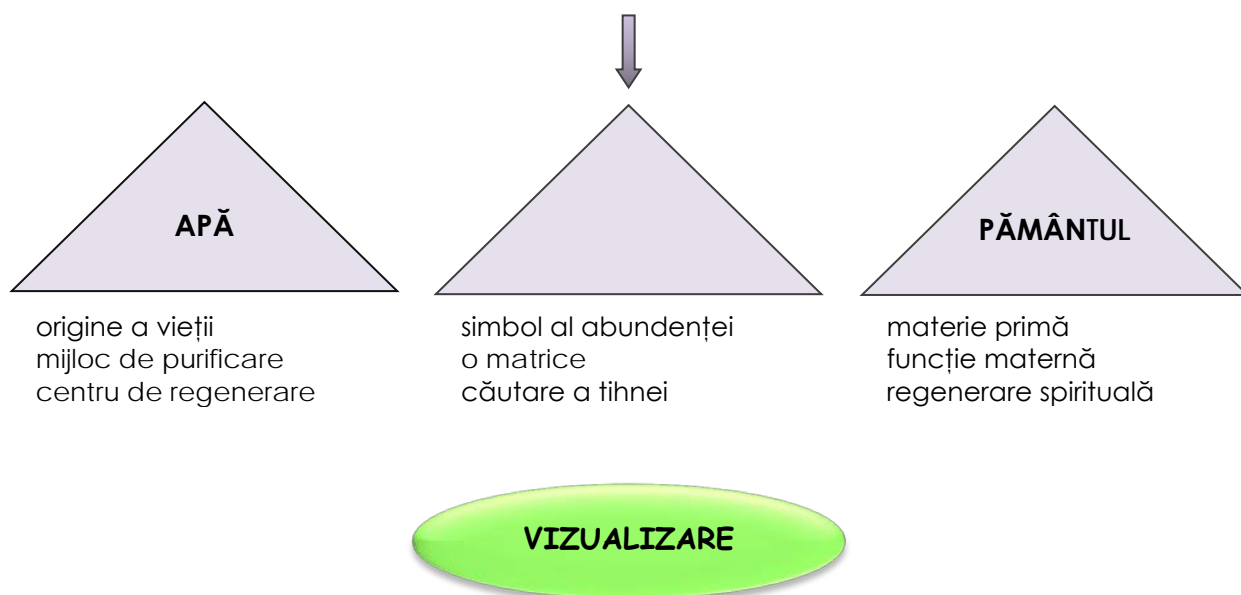 APĂ
PĂMÂNTUL
origine a vieții
mijloc de purificare
centru de regenerare
simbol al abundenței
o matrice
căutare a tihnei
materie primă
funcție maternă
regenerare spirituală
VIZUALIZARE